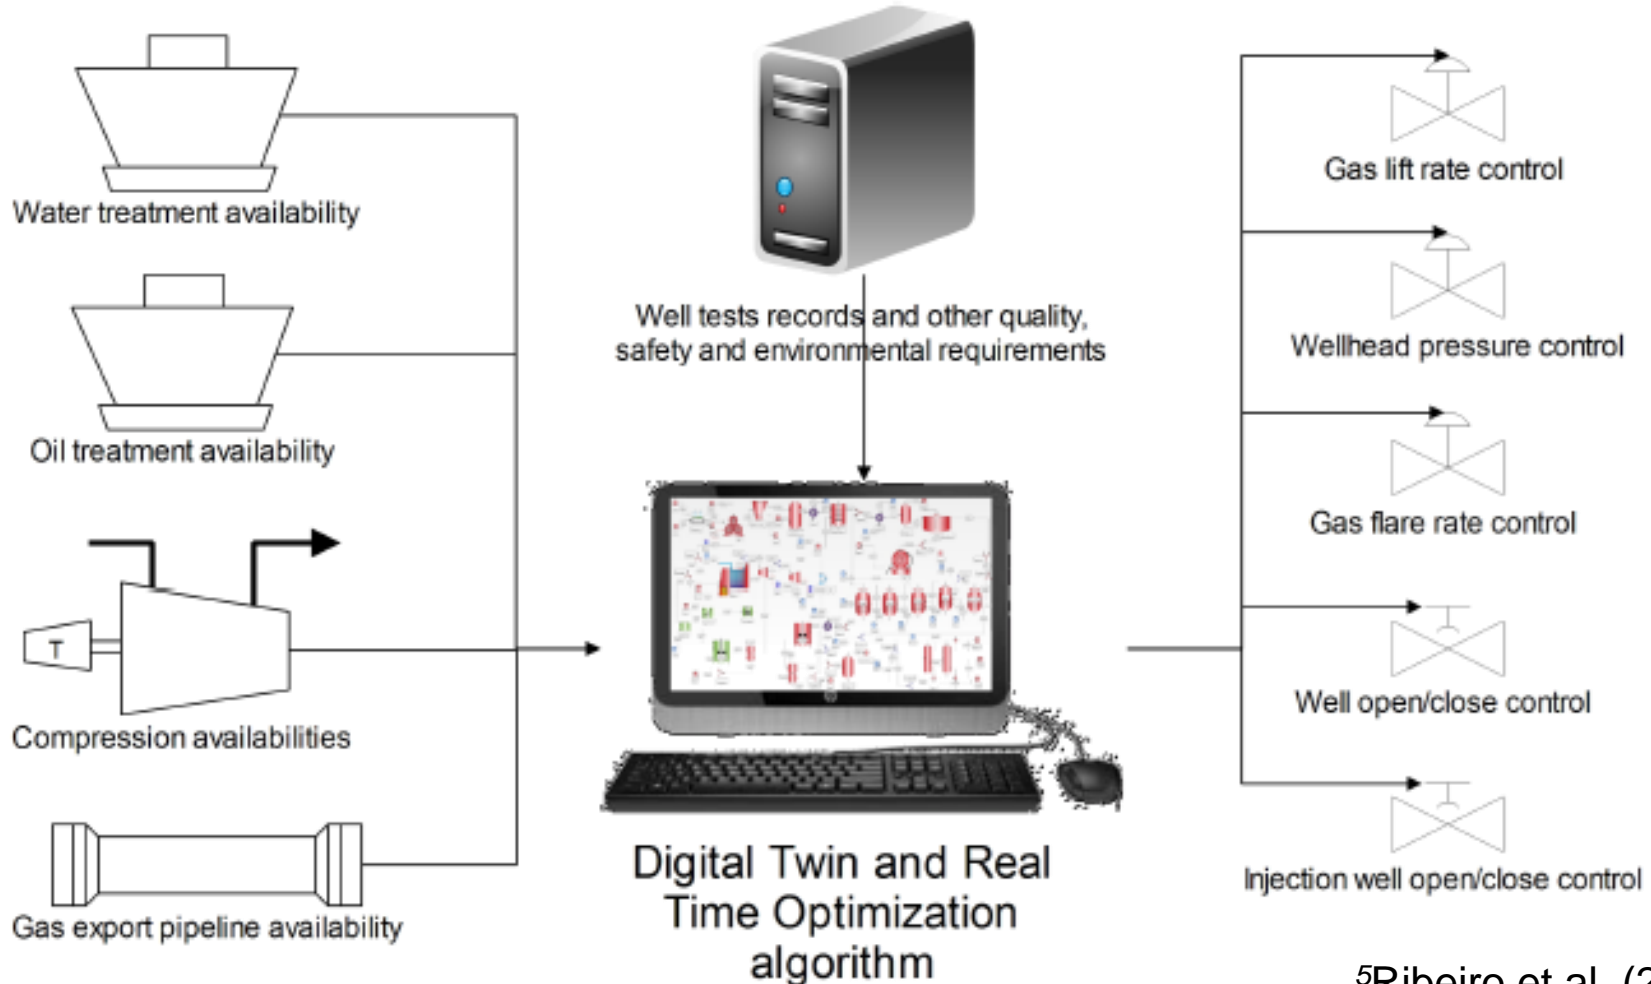 Water treatment availability
Oil treatment availability
T
Compression availabilities
Gas export pipeline availability
Well tests records and other quality,
safety and environmental requirements
Digital Twin and Real
Time Optimization
algorithm
Gas lift rate control
Wellhead pressure control
Gas flare rate control
Well open/close control
Injection well open/close control
⁵Ribeiro et al. (2